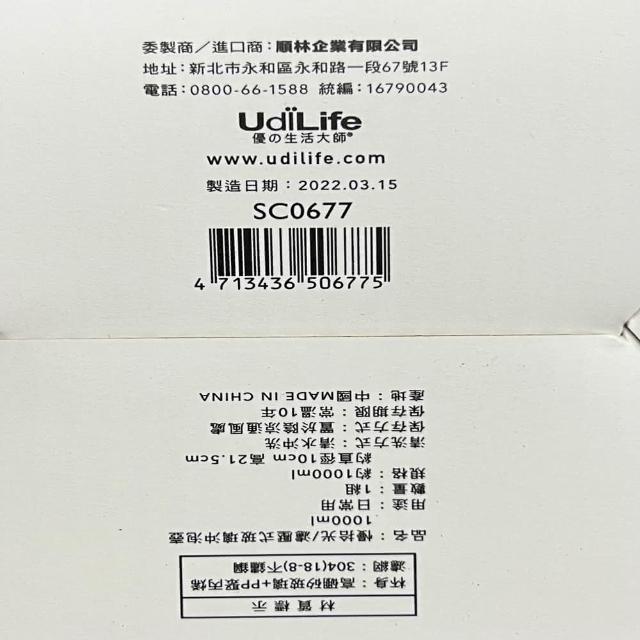 委製商／進口商：順林企業有限公司
地址：新北市永和區永和路一段67號13F
電話：0800-66-1588 統編：16790043
UdiLife
優の生活大師®
www.udilife.com
製造日期：2022.03.15
SC0677
4 713436 506775
材質標示
杯身：高硼矽玻璃+PP聚丙烯
濾網：304(18-8)不鏽鋼
品名：慢拾光/濾壓式玻璃沖泡壺
1000ml
用途：日常用
數量：1組
規格：約1000ml
約直徑10cm 高21.5cm
清洗方式：清水沖洗
保存方式：置於陰涼通風處
保存期限：常溫10年
產地：中國MADE IN CHINA